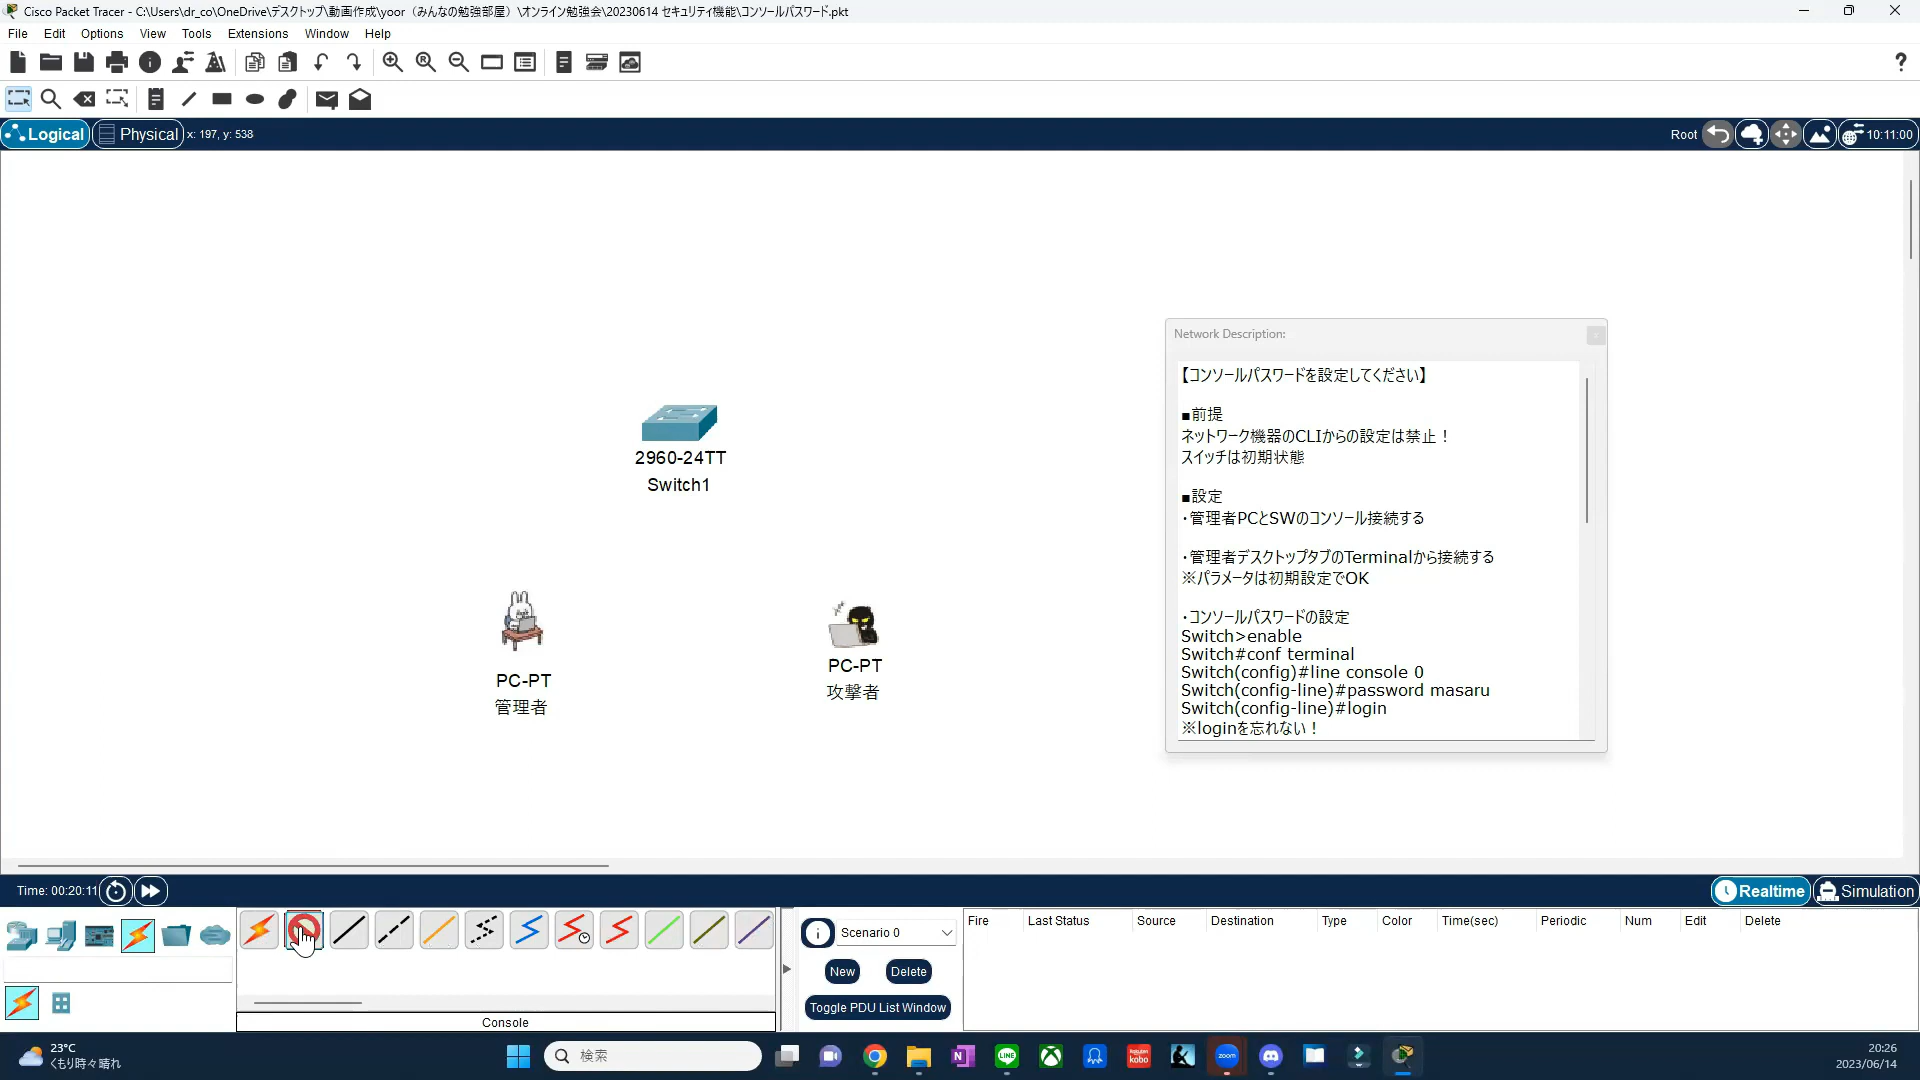 Cisco Packet Tracer - C:\Users\dr_co\OneDrive\デスクトップ\動画作成\yoor（みんなの勉強部屋）\オンライン勉強会\20230614 セキュリティ機能\コンソールパスワード.pkt
File Edit Options View Tools Extensions Window Help
Logical Physical x: 197, y: 538 Root 10:11:00
Network Description:
【コンソールパスワードを設定してください】
■前提
ネットワーク機器のCLIからの設定は禁止！
スイッチは初期状態
■設定
・管理者PCとSWのコンソール接続する
・管理者デスクトップタブのTerminalから接続する
※パラメータは初期設定でOK
・コンソールパスワードの設定
Switch>enable
Switch#conf terminal
Switch(config)#line console 0
Switch(config-line)#password masaru
Switch(config-line)#login
※loginを忘れない！
2960-24TT
Switch1
PC-PT
管理者
PC-PT
攻撃者
Time: 00:20:11 Realtime Simulation
Scenario 0
New Delete
Toggle PDU List Window
Fire Last Status Source Destination Type Color Time(sec) Periodic Num Edit Delete
Console
23°C
くもり時々晴れ
検索
LINE
Rakuten
kobo
zoom
20:26
2023/06/14